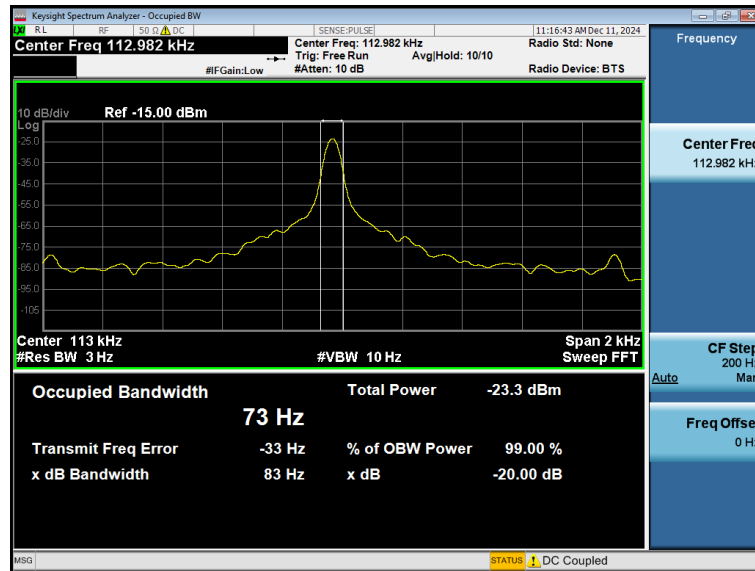 Keysight Spectrum Analyzer - Occupied BW
LXI RL RF 50 Ω DC SENSE:PULSE 11:16:43 AM Dec 11, 2024
Center Freq 112.982 kHz
Center Freq: 112.982 kHz
Radio Std: None
Trig: Free Run Avg|Hold: 10/10
#IFGain:Low #Atten: 10 dB Radio Device: BTS
10 dB/div Ref -15.00 dBm
Log
-25.0
-35.0
-45.0
-55.0
-65.0
-75.0
-85.0
-95.0
-105
Center 113 kHz Span 2 kHz
#Res BW 3 Hz #VBW 10 Hz Sweep FFT
Occupied Bandwidth Total Power -23.3 dBm
73 Hz
Transmit Freq Error -33 Hz % of OBW Power 99.00 %
x dB Bandwidth 83 Hz x dB -20.00 dB
MSG STATUS DC Coupled
Frequency
Center Freq
112.982 kHz
CF Step
200 Hz
Auto Man
Freq Offse
0 Hz